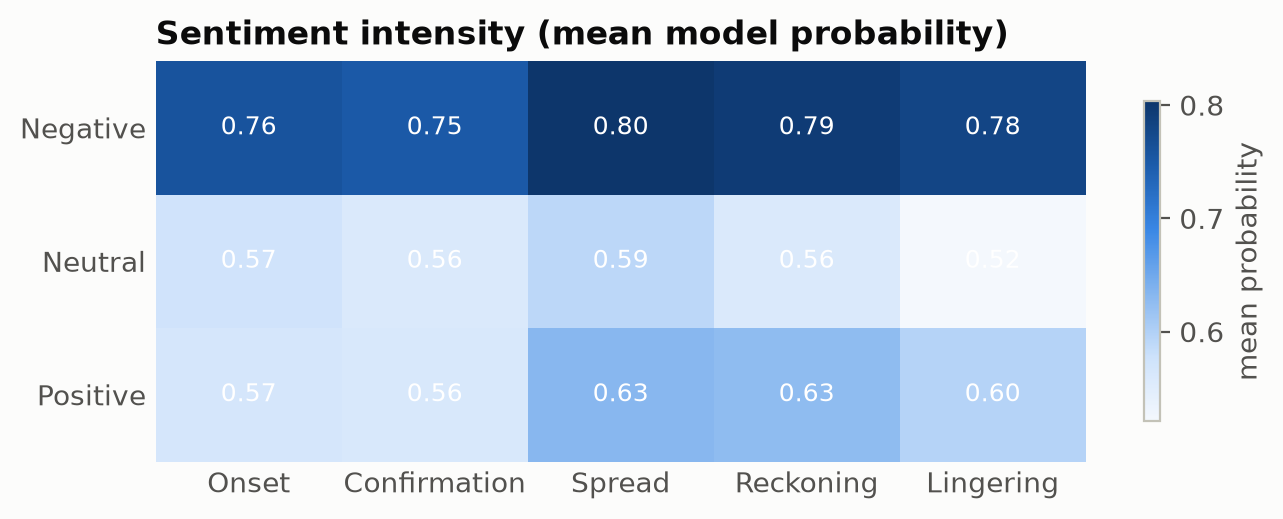 Sentiment intensity (mean model probability)
Negative 0.76 0.75 0.80 0.79 0.78
Neutral 0.57 0.56 0.59 0.56 0.52
Positive 0.57 0.56 0.63 0.63 0.60
Onset Confirmation Spread Reckoning Lingering
0.8
0.7
0.6
mean probability